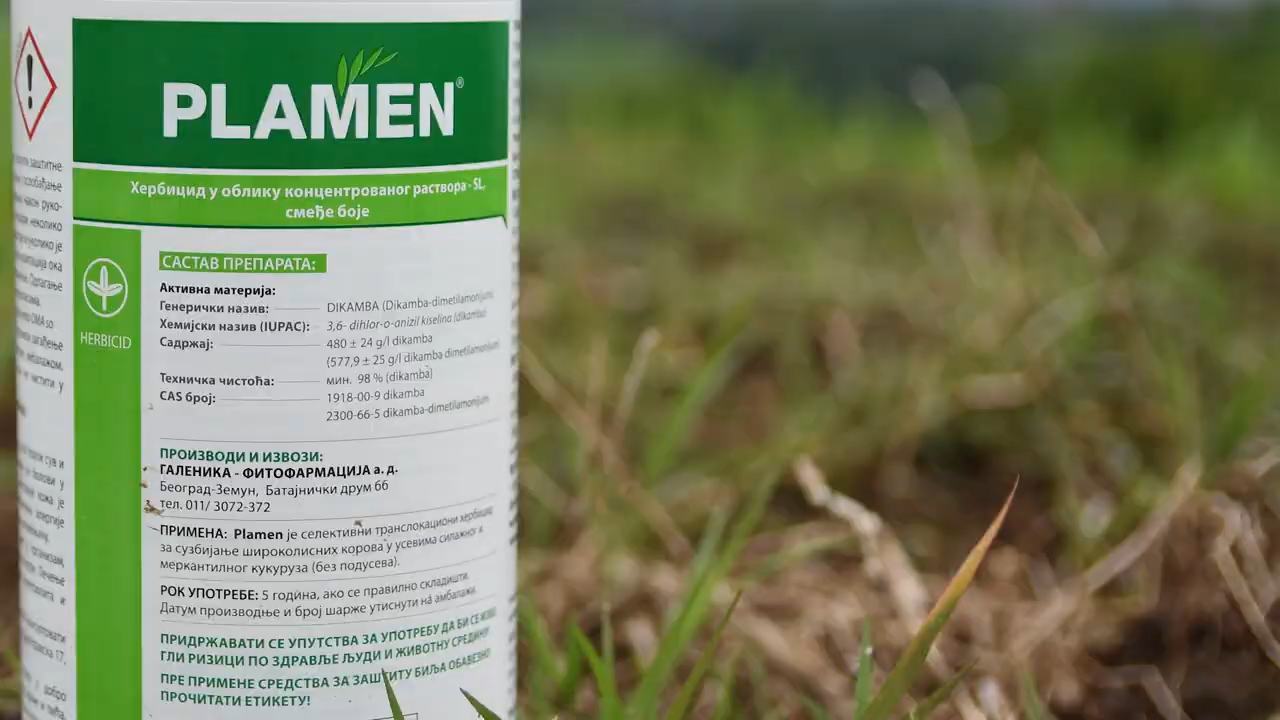 PLAMEN®
Хербицид у облику концентрованог раствора - SL,
смеђе боје
HERBICID
САСТАВ ПРЕПАРАТА:
Активна материја:
Генерички назив: DIKAMBA (Dikamba-dimetilamonijum)
Хемијски назив (IUPAC): 3,6- dihlor-o-anizil kiselina (dikamba)
Садржај: 480 ± 24 g/l dikamba
(577,9 ± 25 g/l dikamba dimetilamonijum)
Техничка чистоћа: мин. 98 % (dikamba)
CAS број: 1918-00-9 dikamba
2300-66-5 dikamba-dimetilamonijum
ПРОИЗВОДИ И ИЗВОЗИ:
ГАЛЕНИКА - ФИТОФАРМАЦИЈА а. д.
Београд-Земун, Батајнички друм бб
тел. 011/ 3072-372
ПРИМЕНА: Plamen је селективни транслокациони хербицид
за сузбијање широколисних корова у усевима силажног и
меркантилног кукуруза (без подусева).
РОК УПОТРЕБЕ: 5 година, ако се правилно складишти.
Датум производње и број шарже утиснути на амбалажи.
ПРИДРЖАВАТИ СЕ УПУТСТВА ЗА УПОТРЕБУ ДА БИ СЕ ИЗБЕ
ГЛИ РИЗИЦИ ПО ЗДРАВЉЕ ЉУДИ И ЖИВОТНУ СРЕДИНУ
ПРЕ ПРИМЕНЕ СРЕДСТВА ЗА ЗАШТИТУ БИЉА ОБАВЕЗНО
ПРОЧИТАТИ ЕТИКЕТУ!